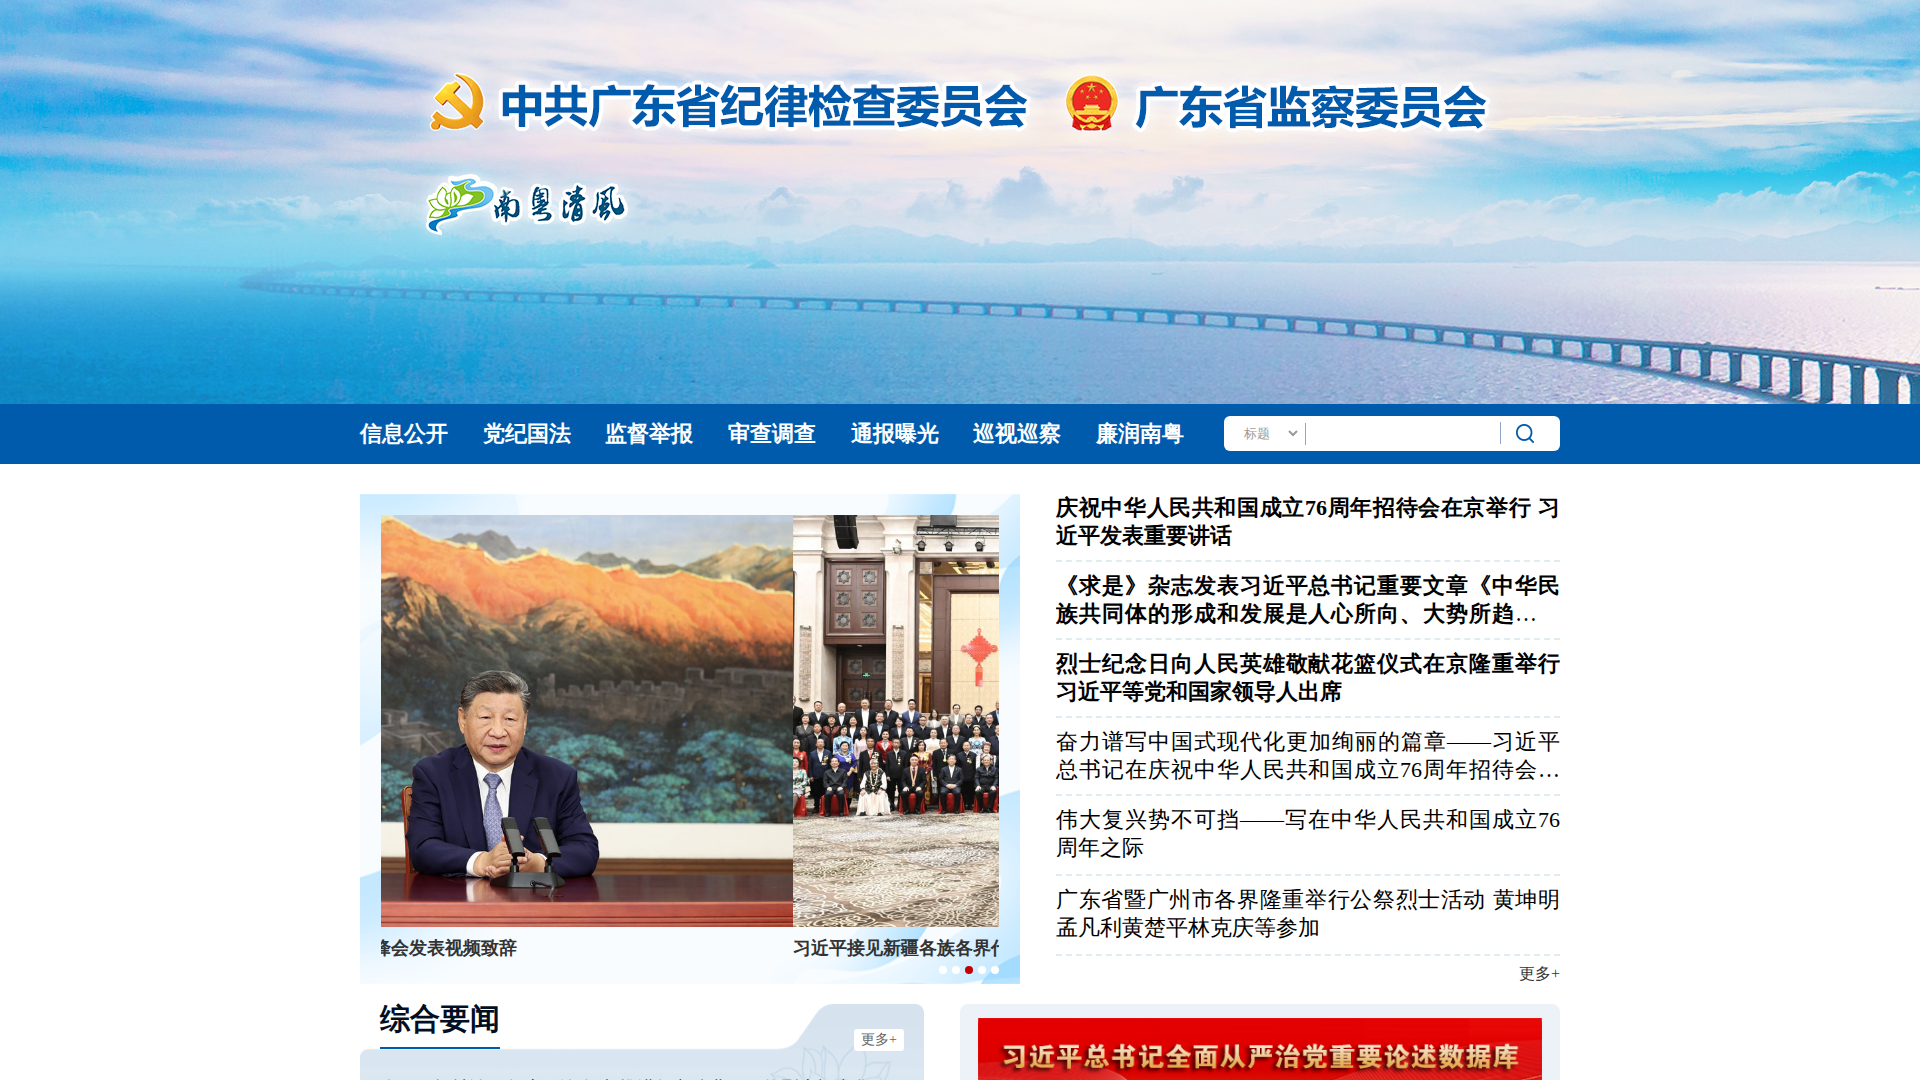 中共广东省纪律检查委员会 广东省监察委员会
南粤清风
信息公开 党纪国法 监督举报 审查调查 通报曝光 巡视巡察 廉润南粤 标题
峰会发表视频致辞
习近平接见新疆各族各界
庆祝中华人民共和国成立76周年招待会在京举行 习
近平发表重要讲话
《求是》杂志发表习近平总书记重要文章《中华民
族共同体的形成和发展是人心所向、大势所趋…
烈士纪念日向人民英雄敬献花篮仪式在京隆重举行
习近平等党和国家领导人出席
奋力谱写中国式现代化更加绚丽的篇章——习近平
总书记在庆祝中华人民共和国成立76周年招待会…
伟大复兴势不可挡——写在中华人民共和国成立76
周年之际
广东省暨广州市各界隆重举行公祭烈士活动 黄坤明
孟凡利黄楚平林克庆等参加
更多+
综合要闻
更多+
习近平总书记全面从严治党重要论述数据库